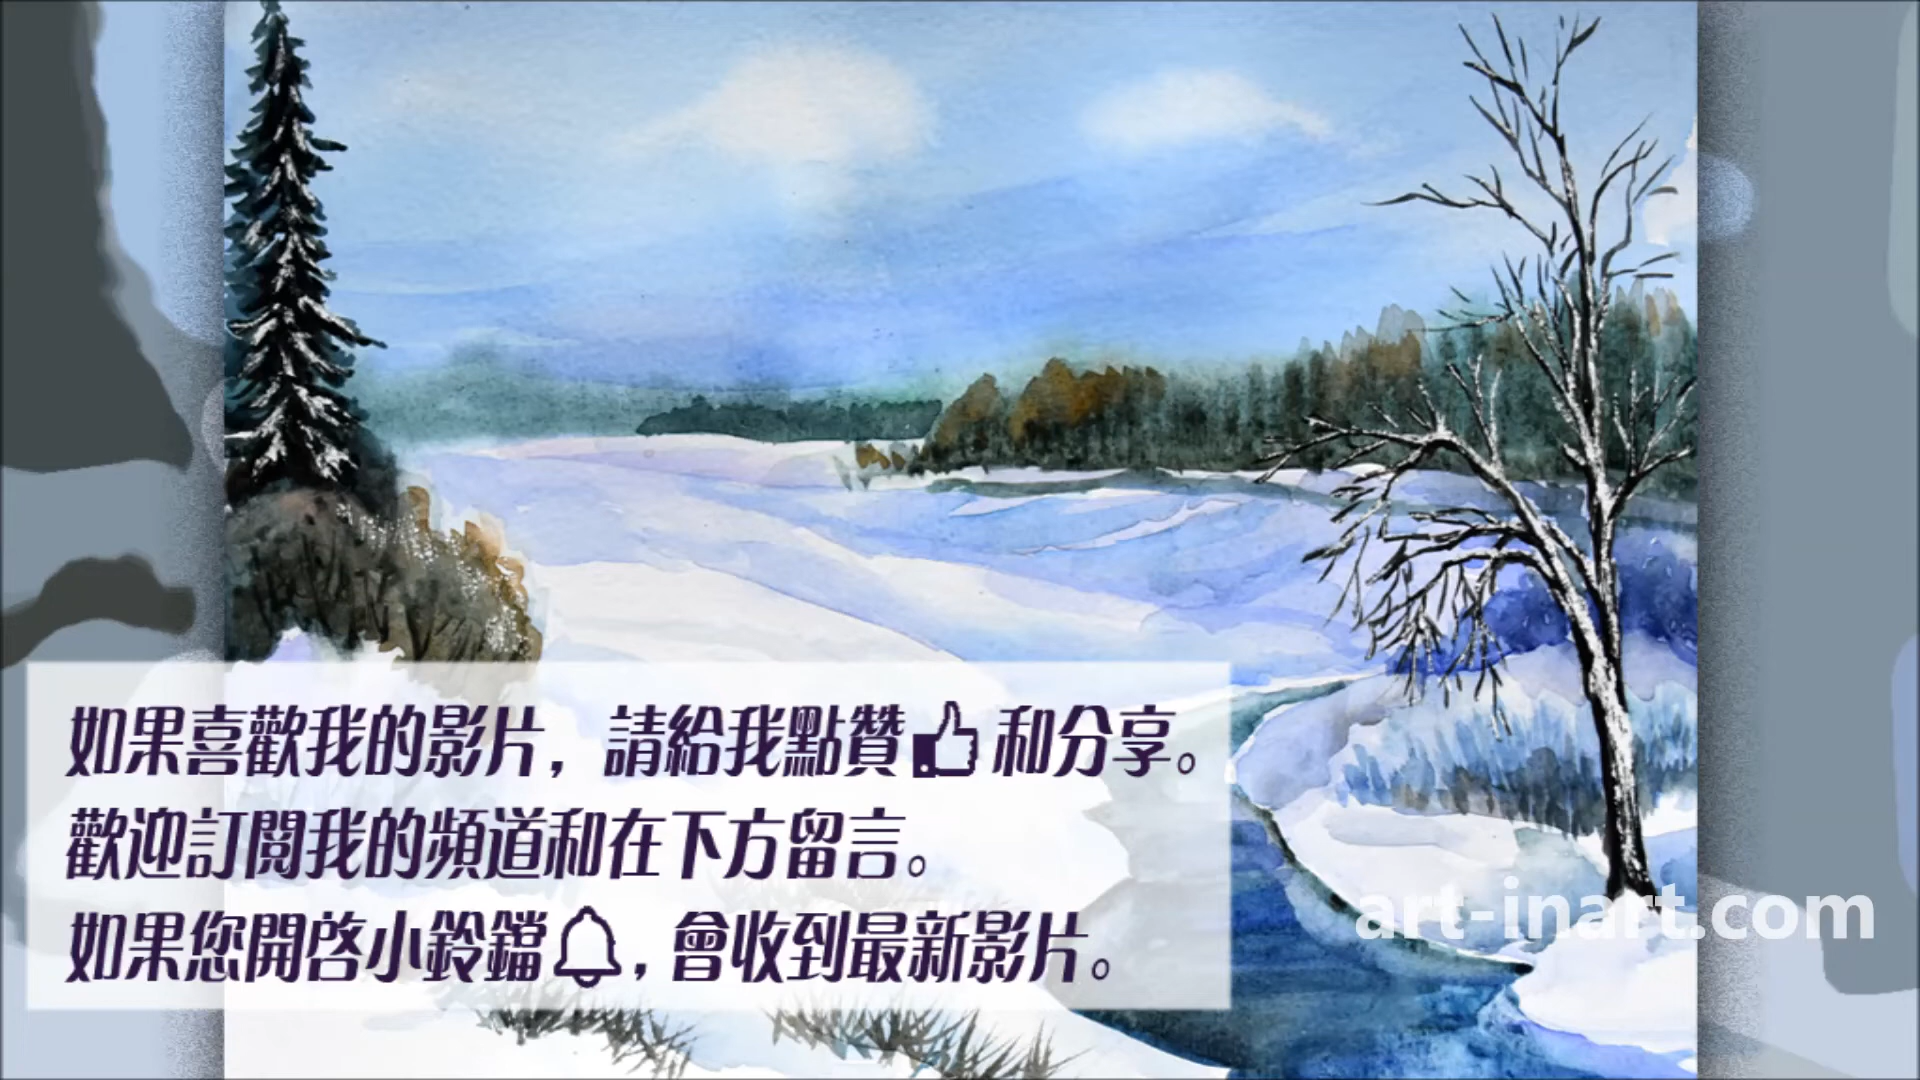 如果喜歡我的影片，請給我點贊和分享。
歡迎訂閱我的頻道和在下方留言。
如果您開啓小鈴鐺，會收到最新影片。
art-inart.com